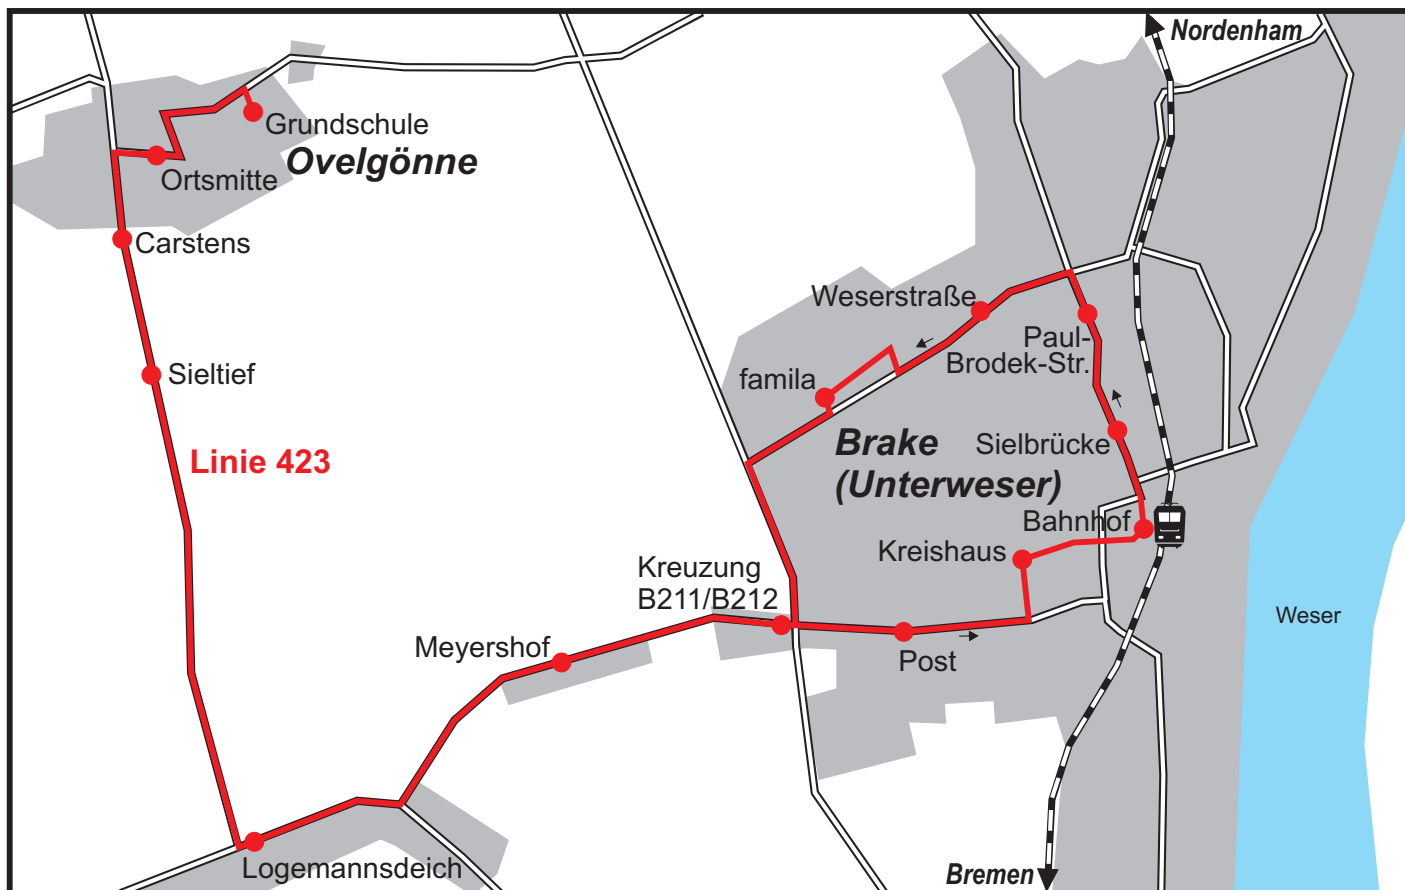 Nordenham
Grundschule
Ovelgönne
Ortsmitte
Carstens
Weserstraße
Paul-
Brodek-Str.
Sieltief
famila
Linie 423
Brake
(Unterweser)
Sielbrücke
Bahnhof
Kreishaus
Kreuzung
B211/B212
Weser
Meyershof
Post
Logemannsdeich
Bremen